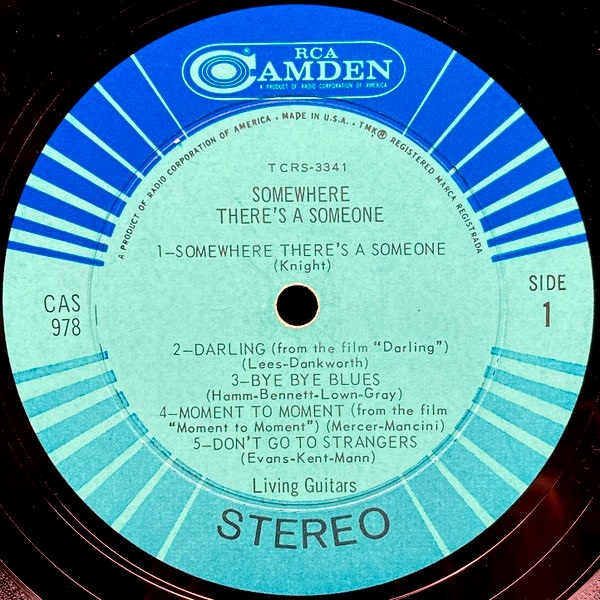 RCA
CAMDEN
®
A PRODUCT OF RADIO CORPORATION OF AMERICA
A PRODUCT OF RADIO CORPORATION OF AMERICA • MADE IN U.S.A. • TMK® REGISTERED MARCA REGISTRADA
TCRS-3341
SOMEWHERE
THERE'S A SOMEONE
1—SOMEWHERE THERE'S A SOMEONE
(Knight)
CAS
978
SIDE
1
2—DARLING (from the film "Darling")
(Lees-Dankworth)
3—BYE BYE BLUES
(Hamm-Bennett-Lown-Gray)
4—MOMENT TO MOMENT (from the film
"Moment to Moment") (Mercer-Mancini)
5—DON'T GO TO STRANGERS
(Evans-Kent-Mann)
Living Guitars
STEREO